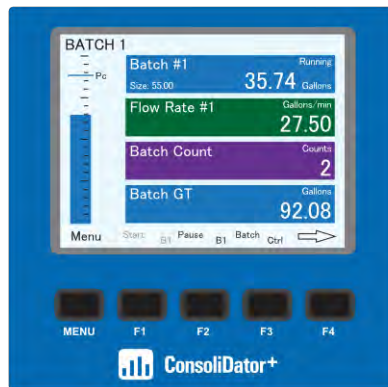 BATCH 1
Pc
Batch #1 Running
Size: 55.00 35.74 Gallons
Flow Rate #1 Gallons/min
27.50
Batch Count Counts
2
Batch GT Gallons
92.08
Menu Start B1 Pause B1 Batch Ctrl
MENU F1 F2 F3 F4
ConsoliDator+